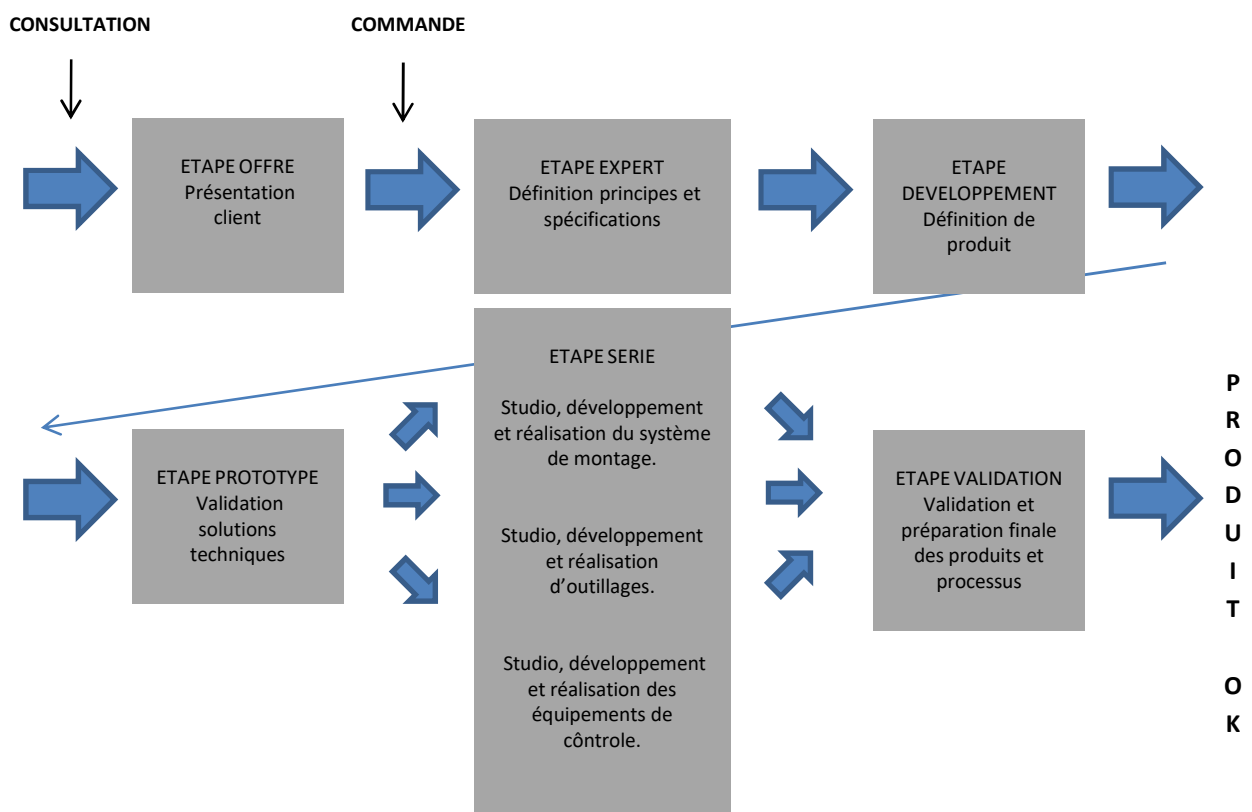 CONSULTATION
COMMANDE
ETAPE OFFRE
Présentation
client
ETAPE EXPERT
Définition principes et
spécifications
ETAPE
DEVELOPPEMENT
Définition de
produit
ETAPE PROTOTYPE
Validation
solutions
techniques
ETAPE SERIE
Studio, développement
et réalisation du système
de montage.
Studio, développement
et réalisation
d’outillages.
Studio, développement
et réalisation des
équipements de
côntrole.
ETAPE VALIDATION
Validation et
préparation finale
des produits et
processus
P
R
O
D
U
I
T
O
K